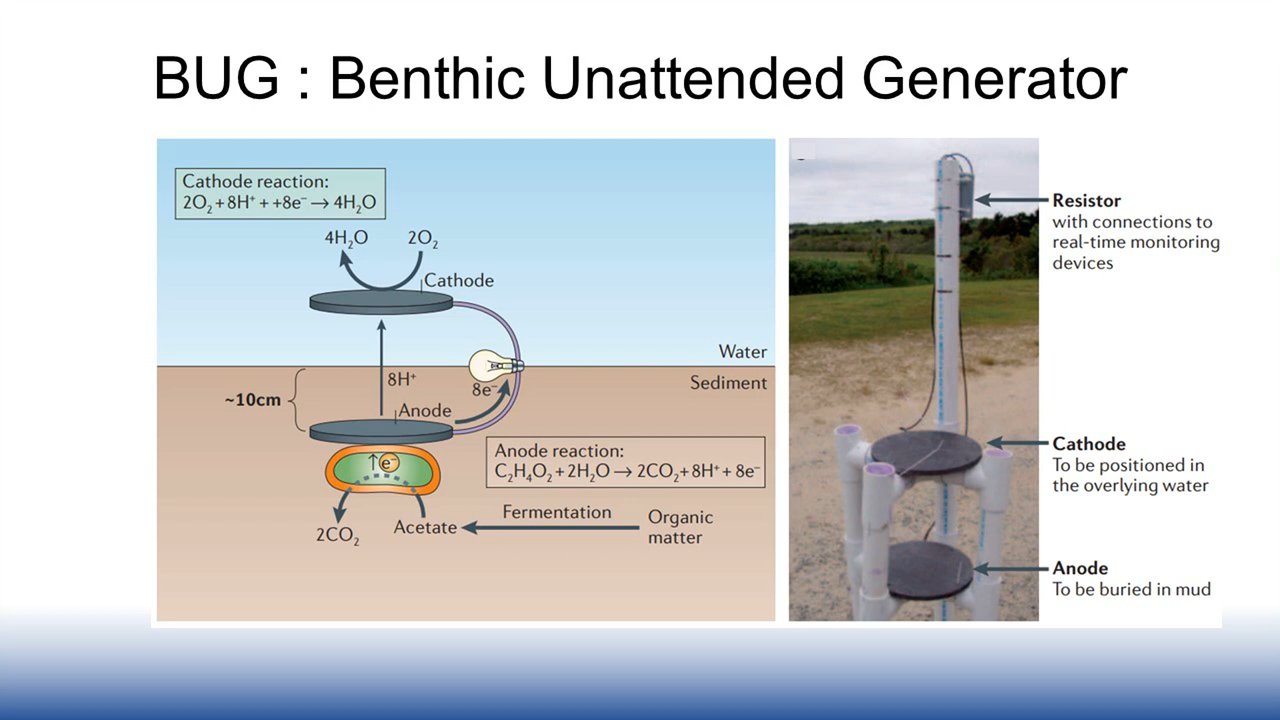 BUG : Benthic Unattended Generator
Cathode reaction:
2O₂ + 8H⁺ + +8e⁻ → 4H₂O
4H₂O
2O₂
Cathode
Water
Sediment
8H⁺
8e⁻
~10cm
Anode
Anode reaction:
C₂H₄O₂ + 2H₂O → 2CO₂ + 8H⁺ + 8e⁻
↑e⁻
2CO₂
Acetate
Fermentation
Organic
matter
Resistor
with connections to
real-time monitoring
devices
Cathode
To be positioned in
the overlying water
Anode
To be buried in mud